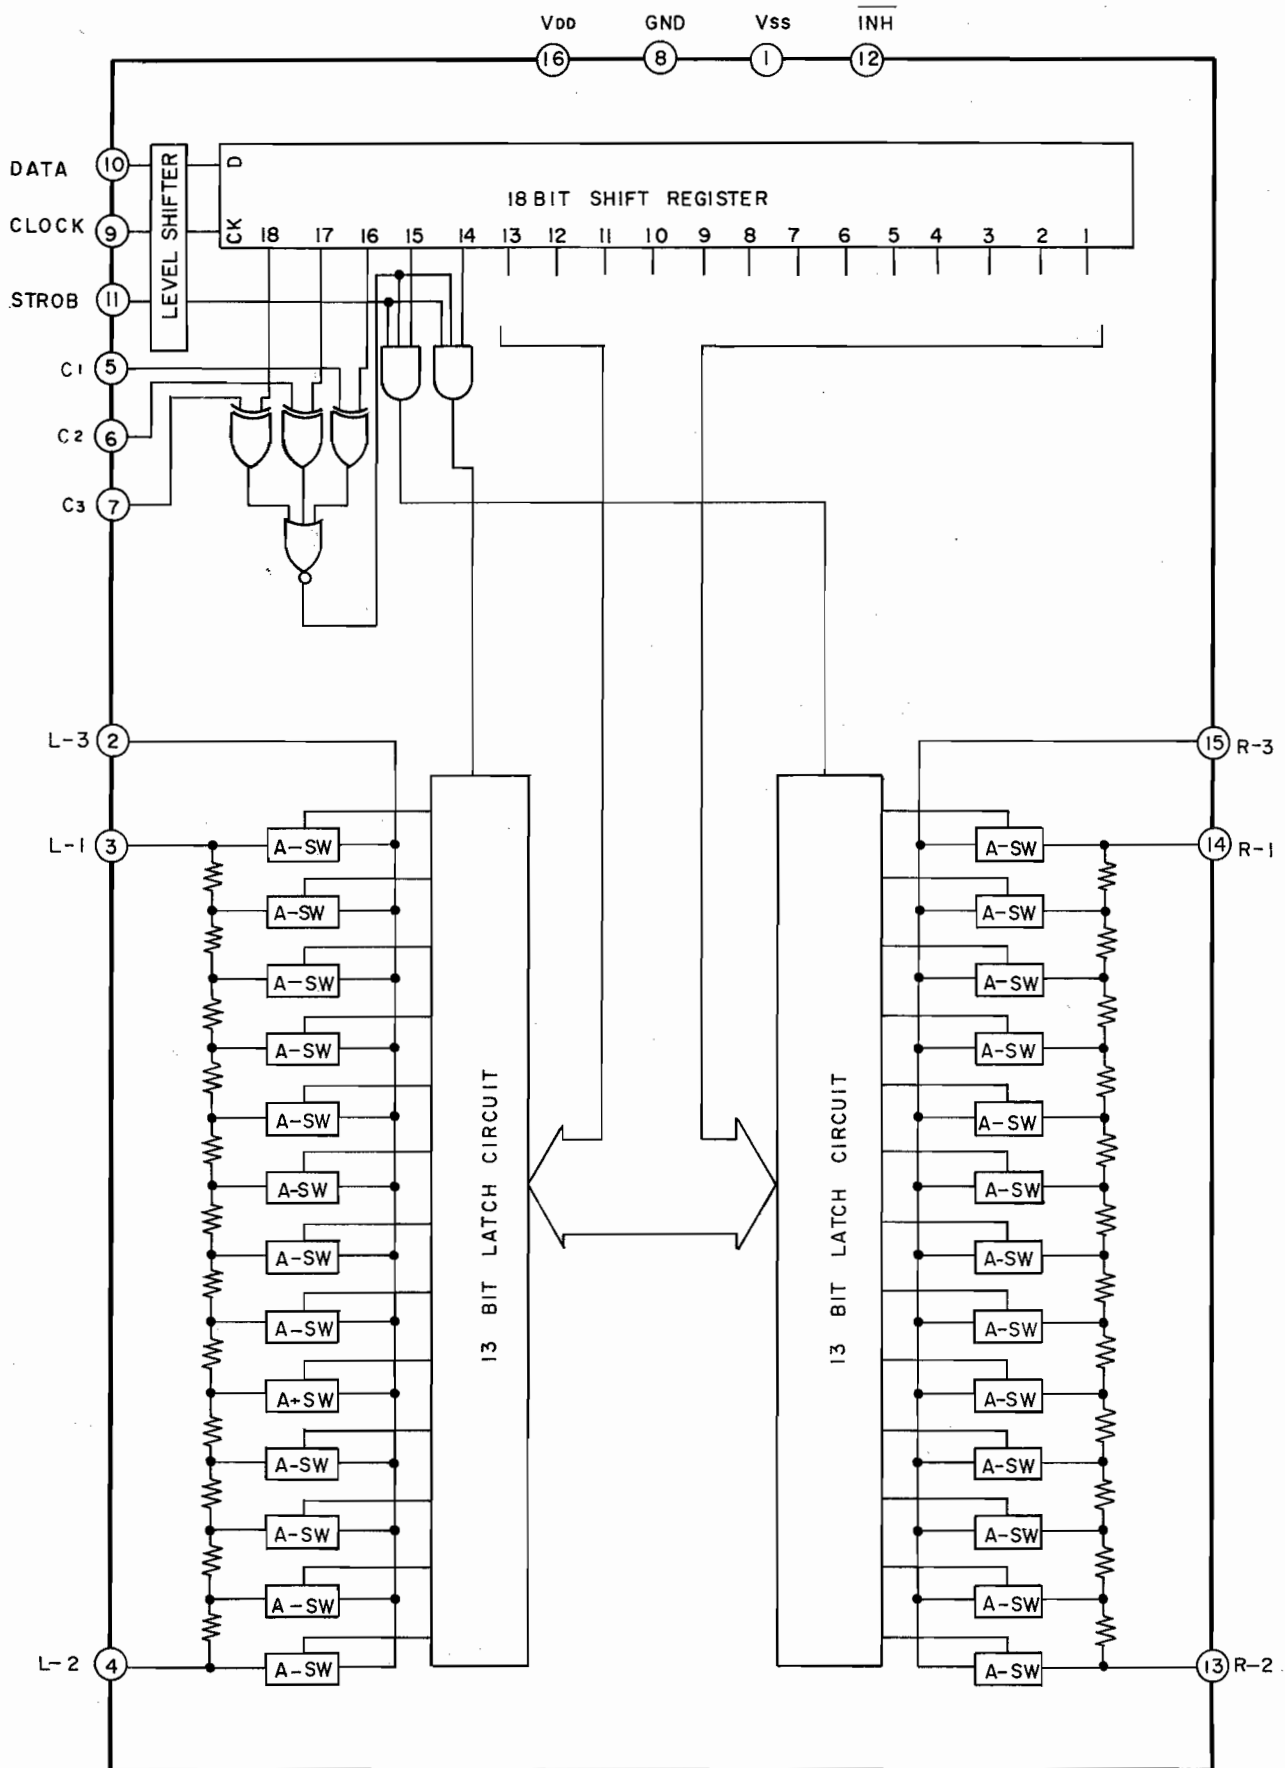 VDD GND VSS INH
16 8 1 12
DATA 10
CLOCK 9
STROB 11
C1 5
C2 6
C3 7
LEVEL SHIFTER
D
CK
18 BIT SHIFT REGISTER
18 17 16 15 14 13 12 11 10 9 8 7 6 5 4 3 2 1
L-3 2
15 R-3
L-1 3
A-SW
A-SW
14 R-1
A-SW
A-SW
A-SW
A-SW
A-SW
A-SW
A-SW
A-SW
A-SW
A-SW
A-SW
A-SW
A-SW
A-SW
A+SW
A-SW
A-SW
A-SW
A-SW
A-SW
A-SW
A-SW
L-2 4
A-SW
A-SW
13 R-2
13 BIT LATCH CIRCUIT
13 BIT LATCH CIRCUIT